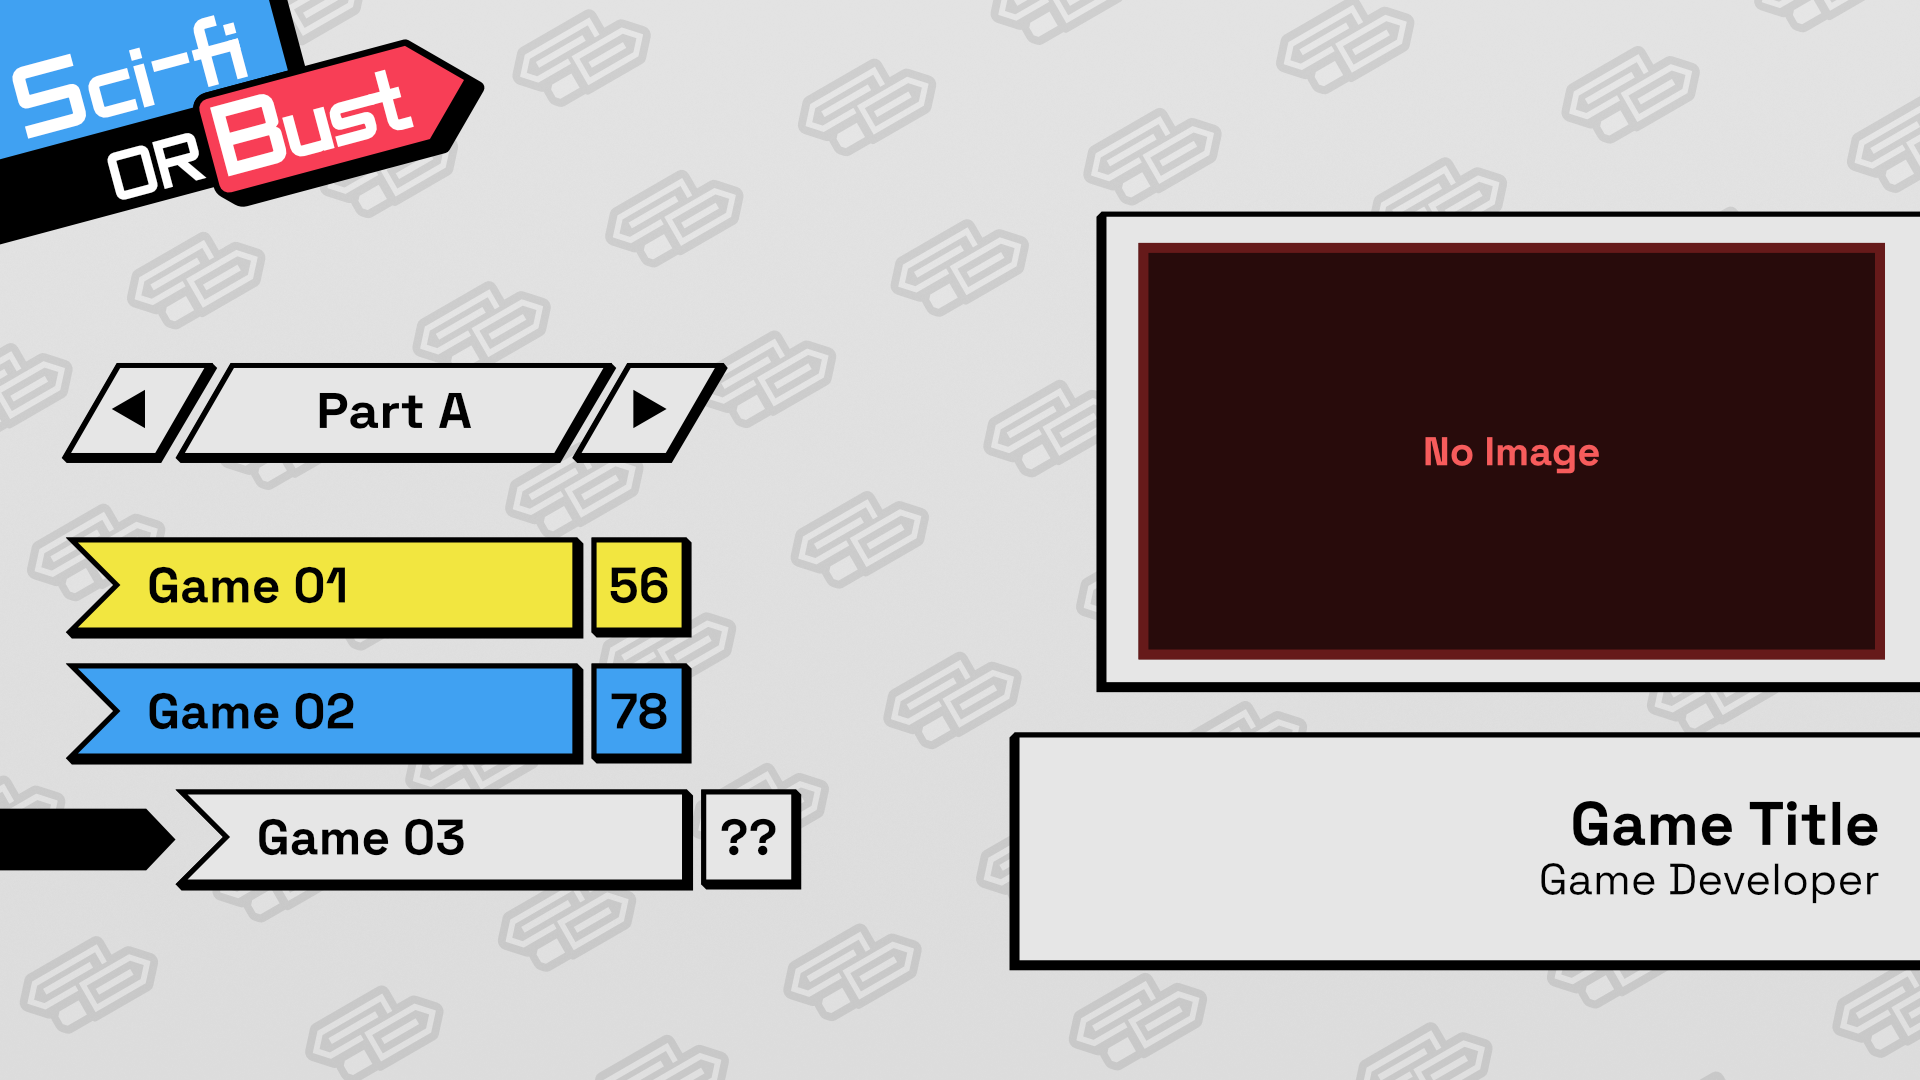 Sci-fi
OR Bust
Part A
Game 01 56
Game 02 78
Game 03 ??
No Image
Game Title
Game Developer